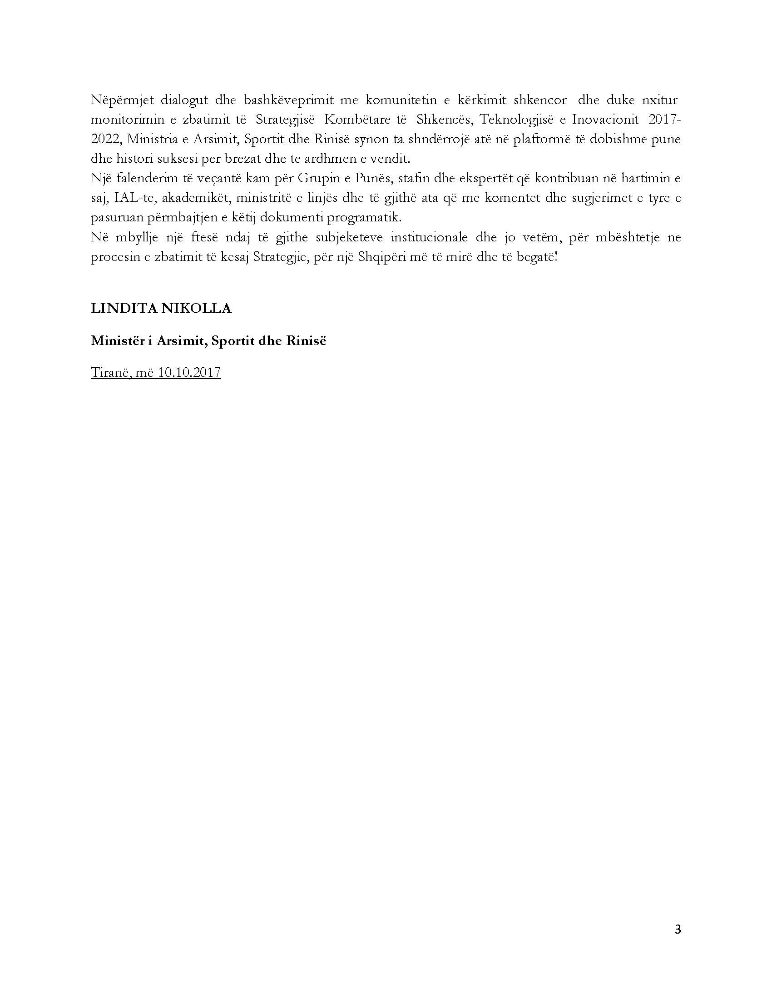 Nëpërmjet dialogut dhe bashkëveprimit me komunitetin e kërkimit shkencor dhe duke nxitur
monitorimin e zbatimit të Strategjisë Kombëtare të Shkencës, Teknologjisë e Inovacionit 2017-
2022, Ministria e Arsimit, Sportit dhe Rinisë synon ta shndërrojë atë në plaftormë të dobishme pune
dhe histori suksesi per brezat dhe te ardhmen e vendit.
Një falenderim të veçantë kam për Grupin e Punës, stafin dhe ekspertët që kontribuan në hartimin e
saj, IAL-te, akademikët, ministritë e linjës dhe të gjithë ata që me komentet dhe sugjerimet e tyre e
pasuruan përmbajtjen e këtij dokumenti programatik.
Në mbyllje një ftesë ndaj të gjithe subjeketeve institucionale dhe jo vetëm, për mbështetje ne
procesin e zbatimit të kesaj Strategjie, për një Shqipëri më të mirë dhe të begatë!
LINDITA NIKOLLA
Ministër i Arsimit, Sportit dhe Rinisë
Tiranë, më 10.10.2017
3